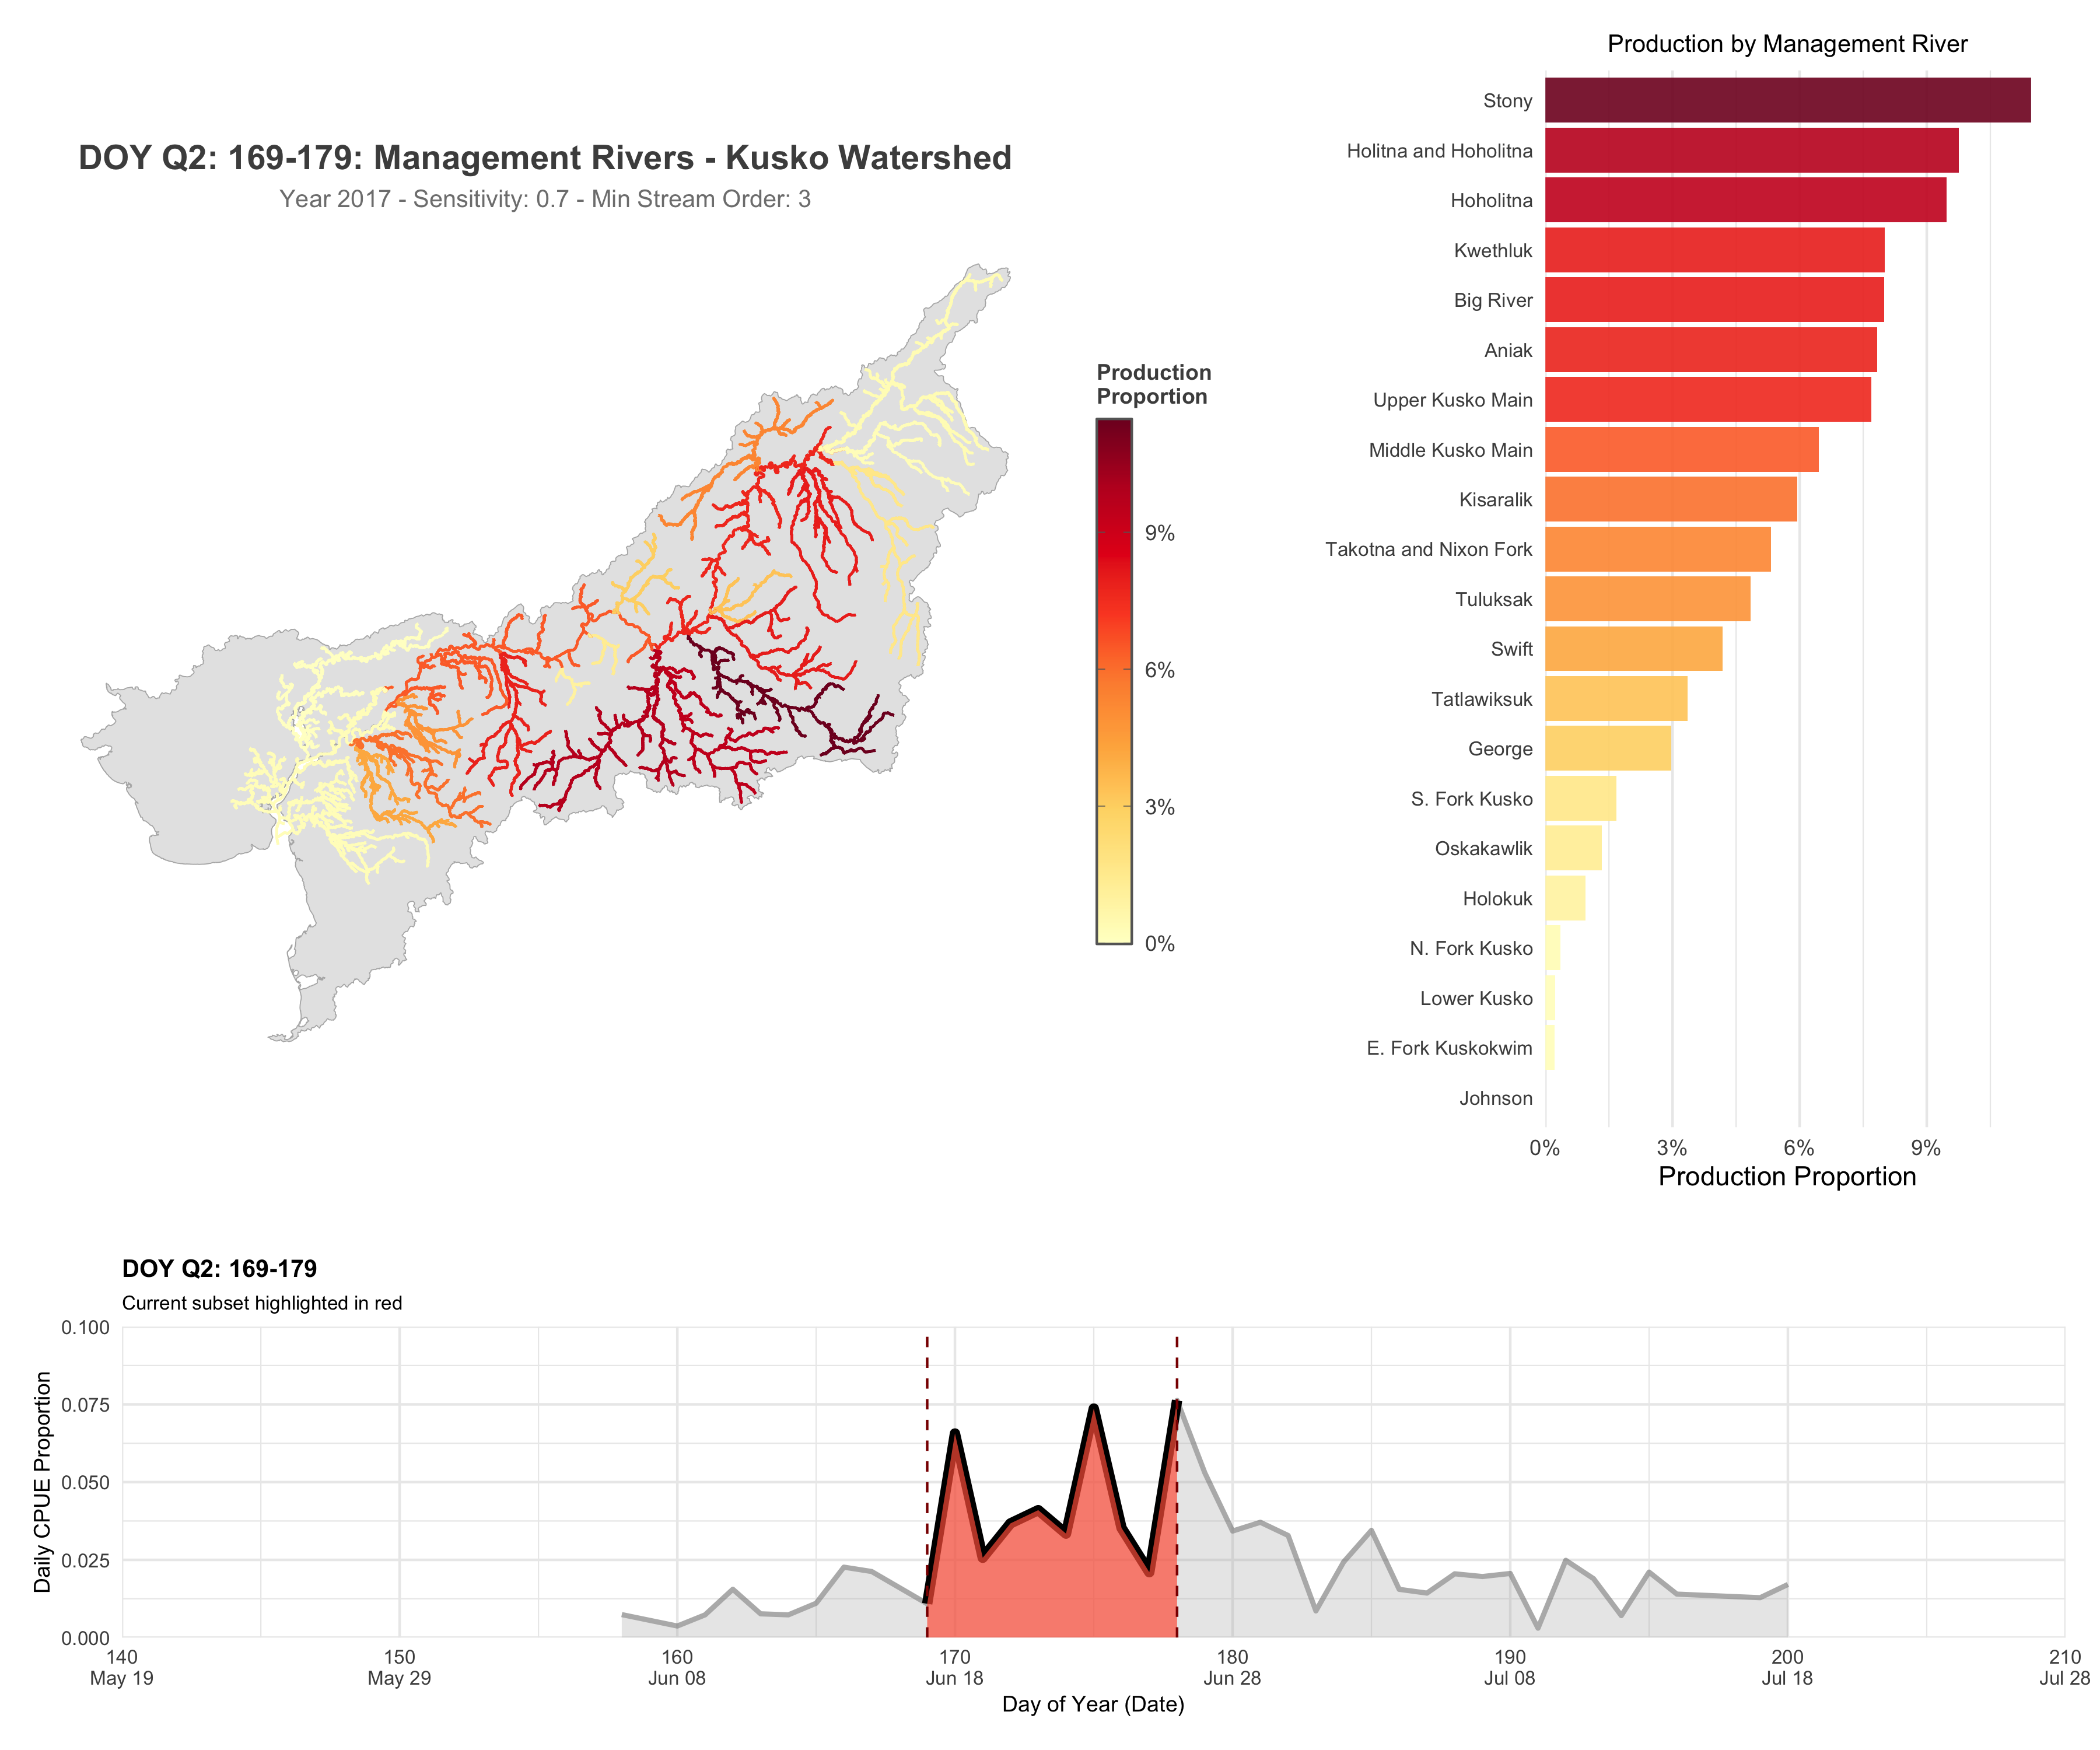 DOY Q2: 169-179: Management Rivers - Kusko Watershed
Year 2017 - Sensitivity: 0.7 - Min Stream Order: 3
Production
Proportion
9%
6%
3%
0%
Production by Management River
Stony
Holitna and Hoholitna
Hoholitna
Kwethluk
Big River
Aniak
Upper Kusko Main
Middle Kusko Main
Kisaralik
Takotna and Nixon Fork
Tuluksak
Swift
Tatlawiksuk
George
S. Fork Kusko
Oskakawlik
Holokuk
N. Fork Kusko
Lower Kusko
E. Fork Kuskokwim
Johnson
0% 3% 6% 9%
Production Proportion
DOY Q2: 169-179
Current subset highlighted in red
Daily CPUE Proportion
0.100
0.075
0.050
0.025
0.000
140 150 160 170 180 190 200 210
May 19 May 29 Jun 08 Jun 18 Jun 28 Jul 08 Jul 18 Jul 28
Day of Year (Date)